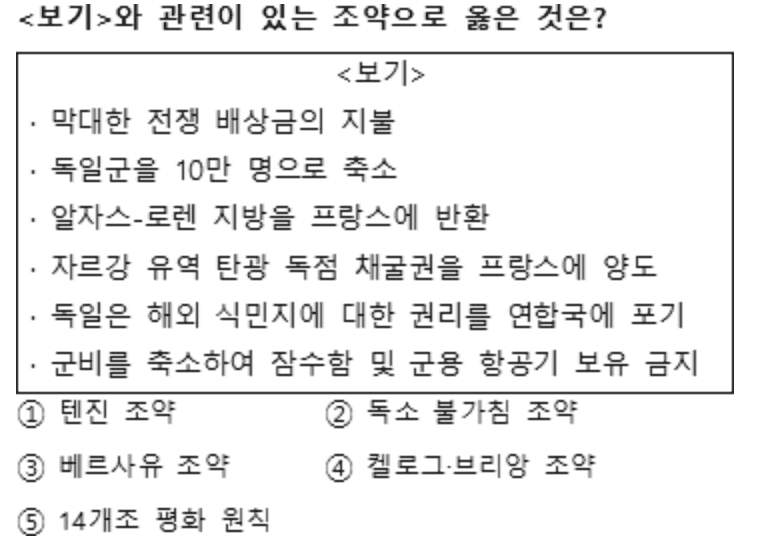 <보기>와 관련이 있는 조약으로 옳은 것은?
<보기>
· 막대한 전쟁 배상금의 지불
· 독일군을 10만 명으로 축소
· 알자스-로렌 지방을 프랑스에 반환
· 자르강 유역 탄광 독점 채굴권을 프랑스에 양도
· 독일은 해외 식민지에 대한 권리를 연합국에 포기
· 군비를 축소하여 잠수함 및 군용 항공기 보유 금지
① 텐진 조약 ② 독소 불가침 조약
③ 베르사유 조약 ④ 켈로그·브리앙 조약
⑤ 14개조 평화 원칙